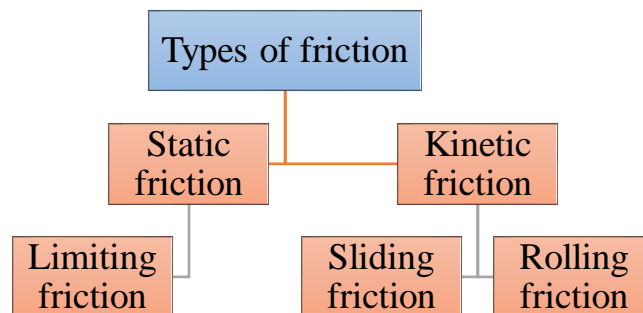 Types of friction
Static
friction
Kinetic
friction
Limiting
friction
Sliding
friction
Rolling
friction